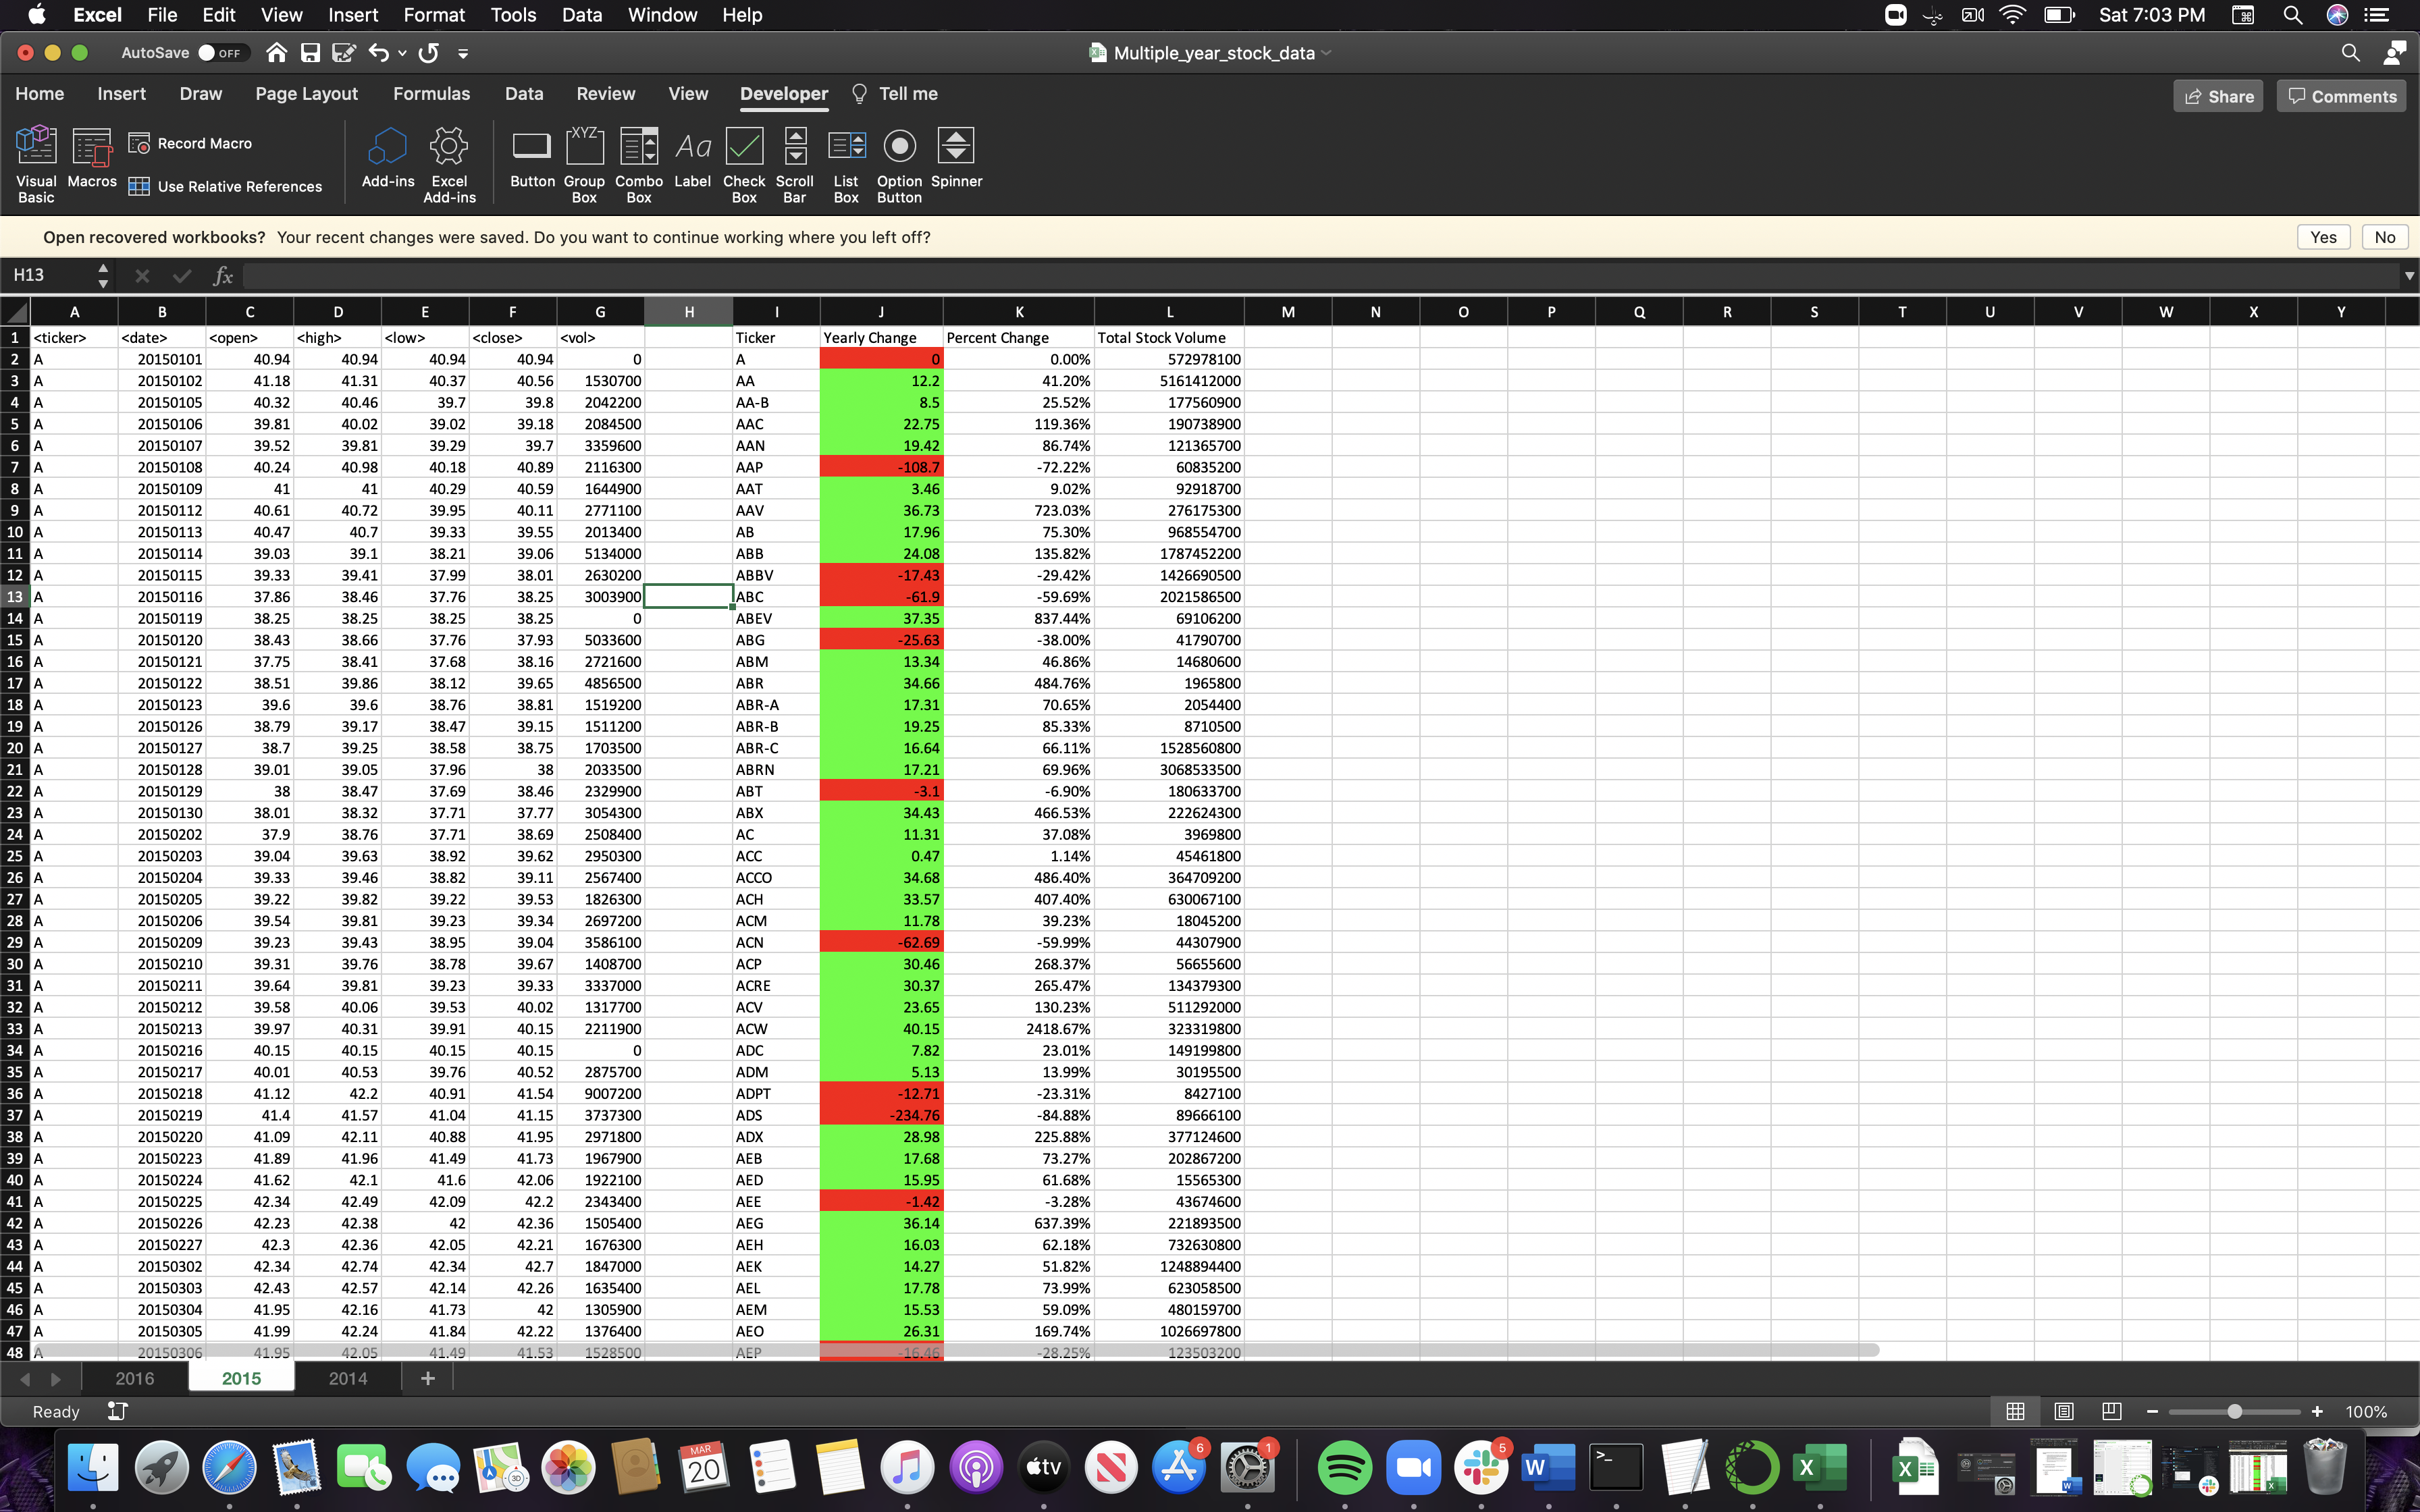 Excel File Edit View Insert Format Tools Data Window Help Sat 7:03 PM
AutoSave OFF Multiple_year_stock_data
Home Insert Draw Page Layout Formulas Data Review View Developer Tell me Share Comments
Visual Basic Macros Record Macro Use Relative References Add-ins Excel Add-ins Button Group Box Combo Box Label Check Box Scroll Bar List Box Option Button Spinner
Open recovered workbooks? Your recent changes were saved. Do you want to continue working where you left off? Yes No
H13 fx
A B C D E F G H I J K L M N O P Q R S T U V W X Y
1 <ticker> <date> <open> <high> <low> <close> <vol> Ticker Yearly Change Percent Change Total Stock Volume
2 A 20150101 40.94 40.94 40.94 40.94 0 A 0 0.00% 572978100
3 A 20150102 41.18 41.31 40.37 40.56 1530700 AA 12.2 41.20% 5161412000
4 A 20150105 40.32 40.46 39.7 39.8 2042200 AA-B 8.5 25.52% 177560900
5 A 20150106 39.81 40.02 39.02 39.18 2084500 AAC 22.75 119.36% 190738900
6 A 20150107 39.52 39.81 39.29 39.7 3359600 AAN 19.42 86.74% 121365700
7 A 20150108 40.24 40.98 40.18 40.89 2116300 AAP -108.7 -72.22% 60835200
8 A 20150109 41 41 40.29 40.59 1644900 AAT 3.46 9.02% 92918700
9 A 20150112 40.61 40.72 39.95 40.11 2771100 AAV 36.73 723.03% 276175300
10 A 20150113 40.47 40.7 39.33 39.55 2013400 AB 17.96 75.30% 968554700
11 A 20150114 39.03 39.1 38.21 39.06 5134000 ABB 24.08 135.82% 1787452200
12 A 20150115 39.33 39.41 37.99 38.01 2630200 ABBV -17.43 -29.42% 1426690500
13 A 20150116 37.86 38.46 37.76 38.25 3003900 ABC -61.9 -59.69% 2021586500
14 A 20150119 38.25 38.25 38.25 38.25 0 ABEV 37.35 837.44% 69106200
15 A 20150120 38.43 38.66 37.76 37.93 5033600 ABG -25.63 -38.00% 41790700
16 A 20150121 37.75 38.41 37.68 38.16 2721600 ABM 13.34 46.86% 14680600
17 A 20150122 38.51 39.86 38.12 39.65 4856500 ABR 34.66 484.76% 1965800
18 A 20150123 39.6 39.6 38.76 38.81 1519200 ABR-A 17.31 70.65% 2054400
19 A 20150126 38.79 39.17 38.47 39.15 1511200 ABR-B 19.25 85.33% 8710500
20 A 20150127 38.7 39.25 38.58 38.75 1703500 ABR-C 16.64 66.11% 1528560800
21 A 20150128 39.01 39.05 37.96 38 2033500 ABRN 17.21 69.96% 3068533500
22 A 20150129 38 38.47 37.69 38.46 2329900 ABT -3.1 -6.90% 180633700
23 A 20150130 38.01 38.32 37.71 37.77 3054300 ABX 34.43 466.53% 222624300
24 A 20150202 37.9 38.76 37.71 38.69 2508400 AC 11.31 37.08% 3969800
25 A 20150203 39.04 39.63 38.92 39.62 2950300 ACC 0.47 1.14% 45461800
26 A 20150204 39.33 39.46 38.82 39.11 2567400 ACCO 34.68 486.40% 364709200
27 A 20150205 39.22 39.82 39.22 39.53 1826300 ACH 33.57 407.40% 630067100
28 A 20150206 39.54 39.81 39.23 39.34 2697200 ACM 11.78 39.23% 18045200
29 A 20150209 39.23 39.43 38.95 39.04 3586100 ACN -62.69 -59.99% 44307900
30 A 20150210 39.31 39.76 38.78 39.67 1408700 ACP 30.46 268.37% 56655600
31 A 20150211 39.64 39.81 39.23 39.33 3337000 ACRE 30.37 265.47% 134379300
32 A 20150212 39.58 40.06 39.53 40.02 1317700 ACV 23.65 130.23% 511292000
33 A 20150213 39.97 40.31 39.91 40.15 2211900 ACW 40.15 2418.67% 323319800
34 A 20150216 40.15 40.15 40.15 40.15 0 ADC 7.82 23.01% 149199800
35 A 20150217 40.01 40.53 39.76 40.52 2875700 ADM 5.13 13.99% 30195500
36 A 20150218 41.12 42.2 40.91 41.54 9007200 ADPT -12.71 -23.31% 8427100
37 A 20150219 41.4 41.57 41.04 41.15 3737300 ADS -234.76 -84.88% 89666100
38 A 20150220 41.09 42.11 40.88 41.95 2971800 ADX 28.98 225.88% 377124600
39 A 20150223 41.89 41.96 41.49 41.73 1967900 AEB 17.68 73.27% 202867200
40 A 20150224 41.62 42.1 41.6 42.06 1922100 AED 15.95 61.68% 15565300
41 A 20150225 42.34 42.49 42.09 42.2 2343400 AEE -1.42 -3.28% 43674600
42 A 20150226 42.23 42.38 42 42.36 1505400 AEG 36.14 637.39% 221893500
43 A 20150227 42.3 42.36 42.05 42.21 1676300 AEH 16.03 62.18% 732630800
44 A 20150302 42.34 42.74 42.34 42.7 1847000 AEK 14.27 51.82% 1248894400
45 A 20150303 42.43 42.57 42.14 42.26 1635400 AEL 17.78 73.99% 623058500
46 A 20150304 41.95 42.16 41.73 42 1305900 AEM 15.53 59.09% 480159700
47 A 20150305 41.99 42.24 41.84 42.22 1376400 AEO 26.31 169.74% 1026697800
48 A 20150306 41.95 42.05 41.49 41.53 1528500 AEP -16.46 -28.25% 123503200
2016 2015 2014 +
Ready 100%
MAR 20 3D tv 6 1 5 W >_ X X